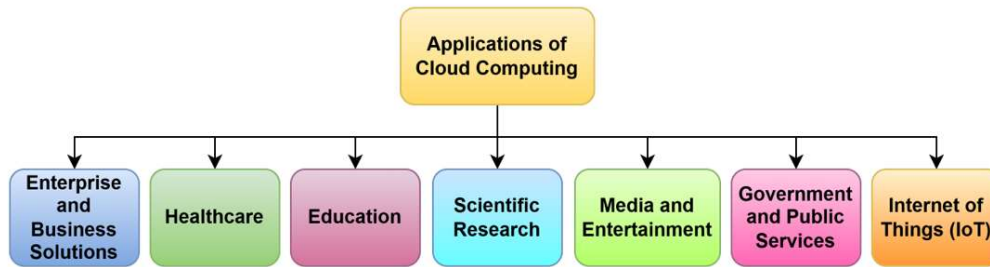 Applications of
Cloud Computing
Enterprise
and
Business
Solutions
Healthcare
Education
Scientific
Research
Media and
Entertainment
Government
and Public
Services
Internet of
Things (IoT)